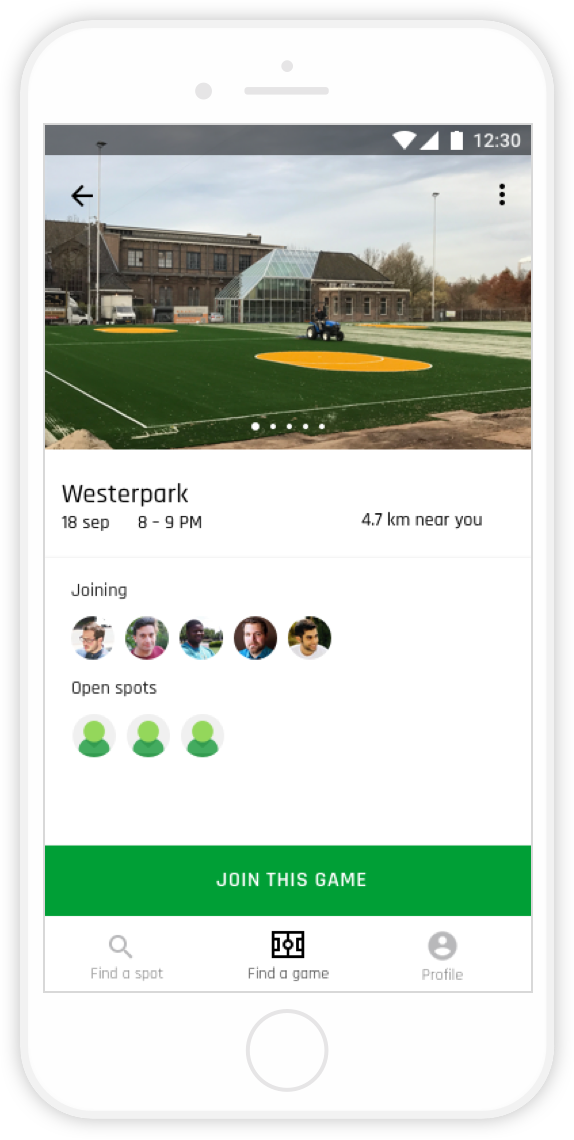 12:30
Westerpark
18 sep 8 – 9 PM
4.7 km near you
Joining
Open spots
JOIN THIS GAME
Find a spot
Find a game
Profile